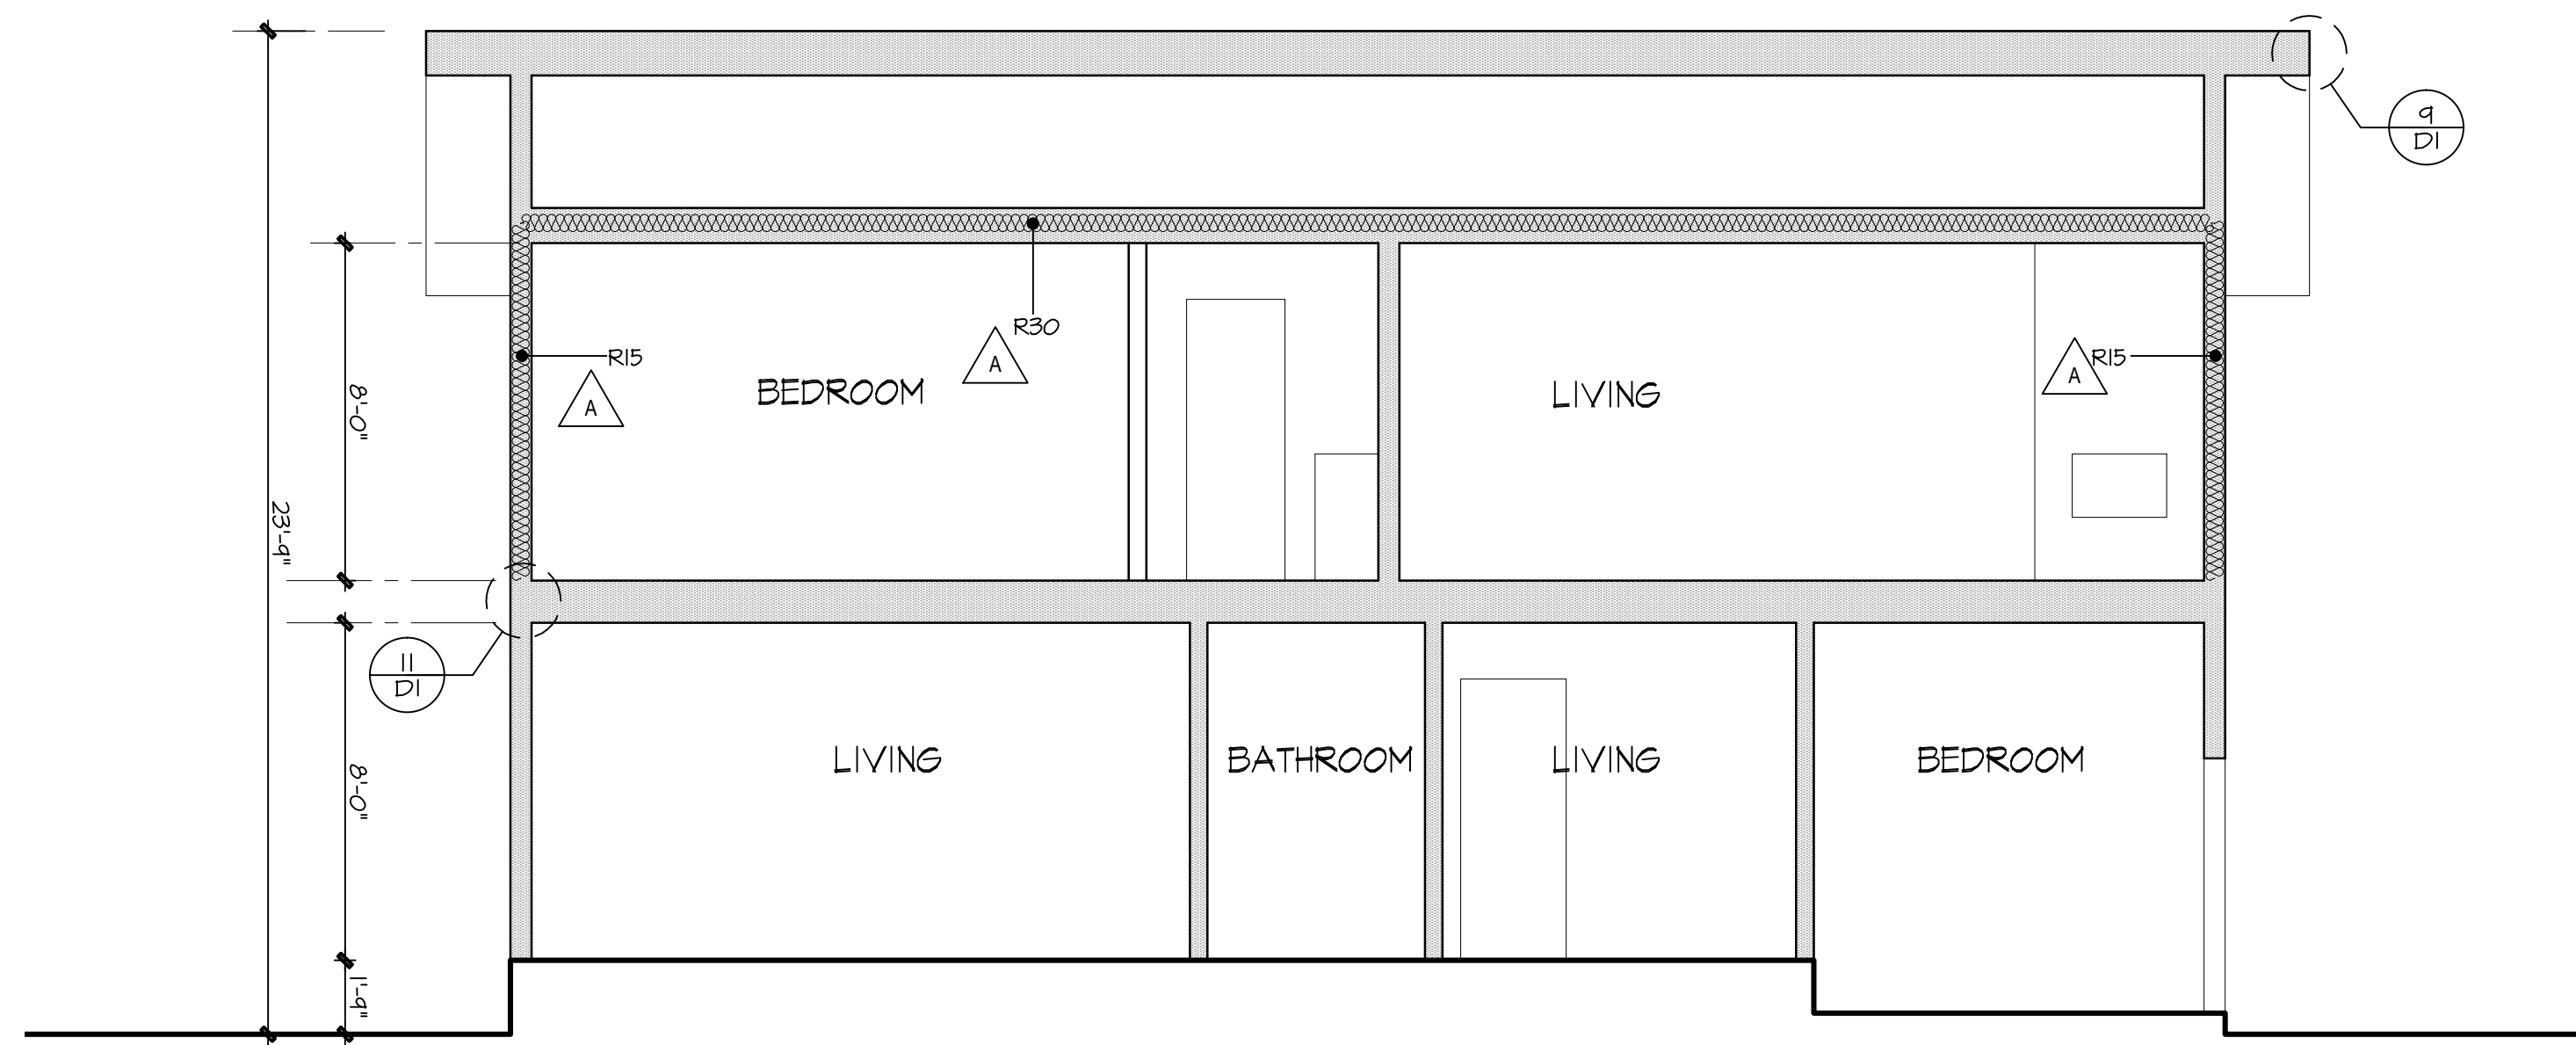 9
D1
R30
A
R15
A
R15
A
BEDROOM
LIVING
8'-0"
23'-9"
11
D1
LIVING
BATHROOM
LIVING
BEDROOM
8'-0"
1'-9"